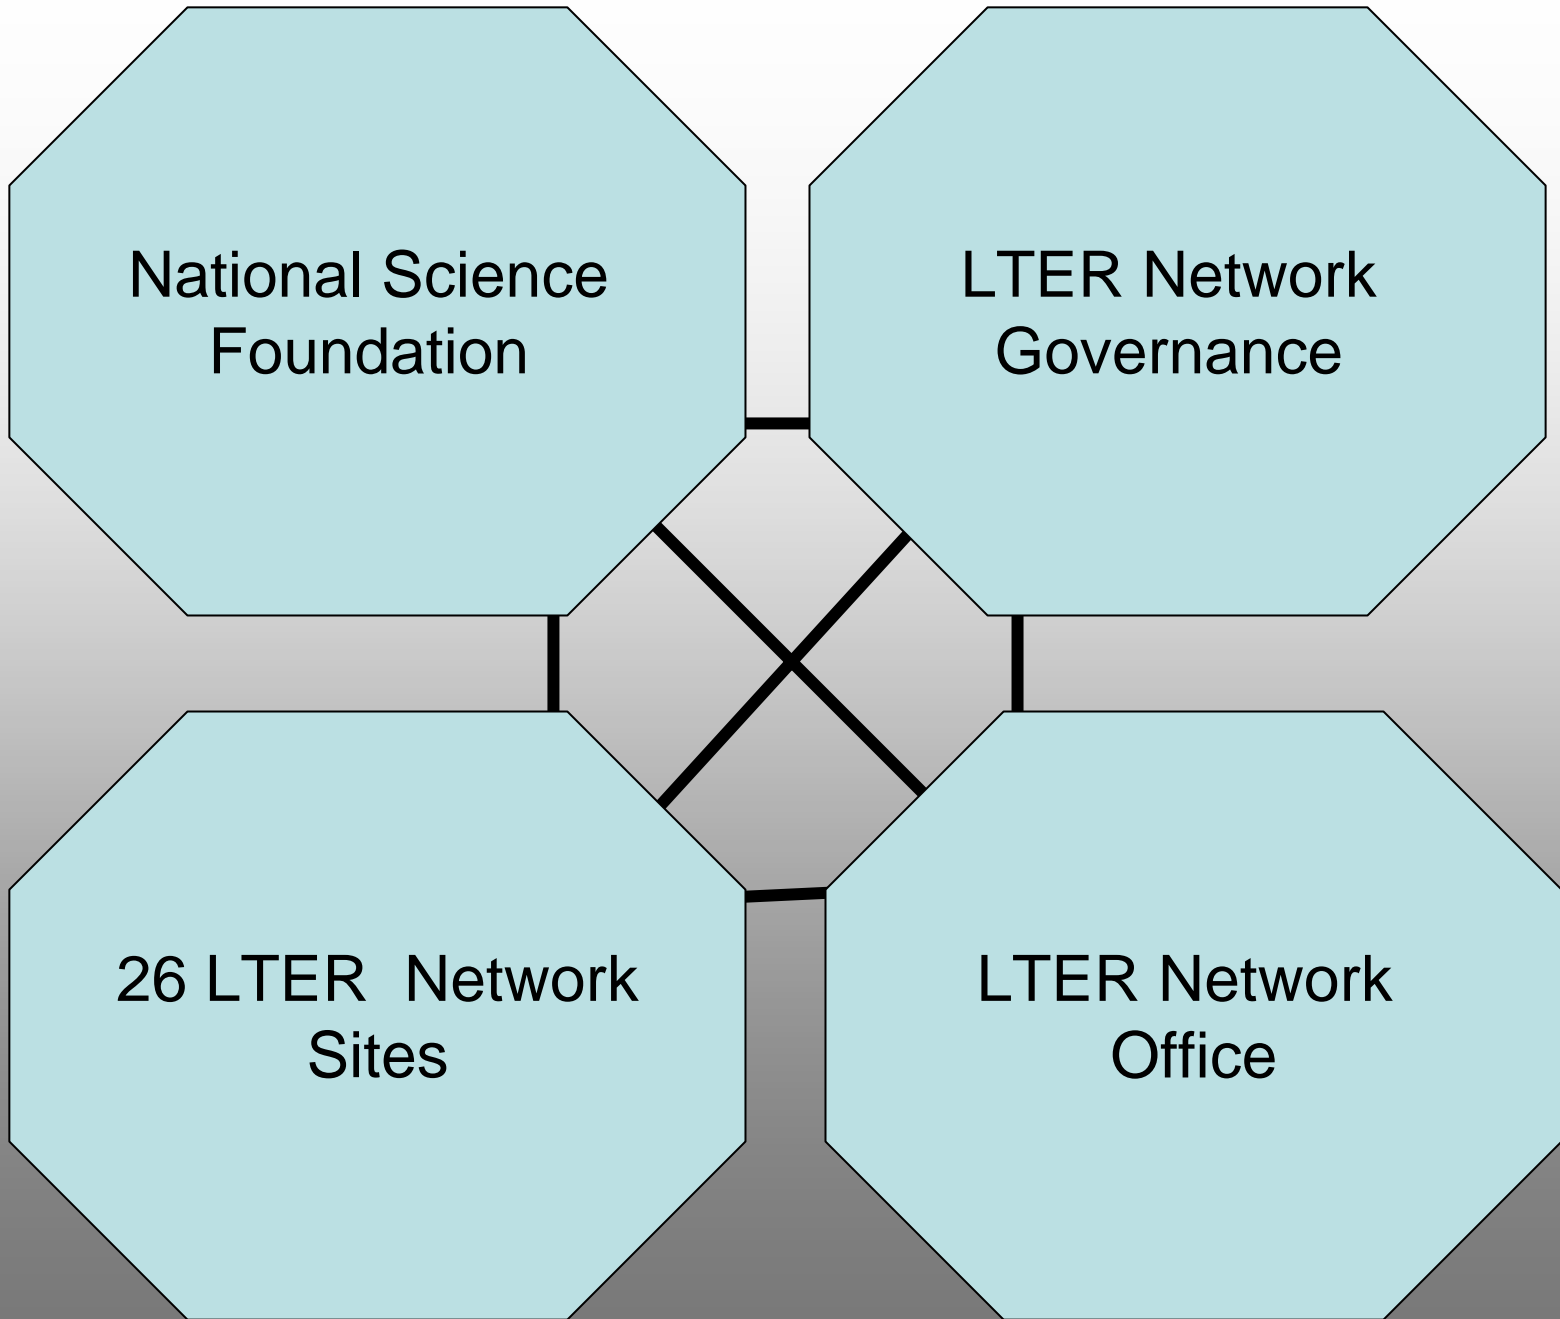 National Science
Foundation
LTER Network
Governance
26 LTER  Network
Sites
LTER Network
Office